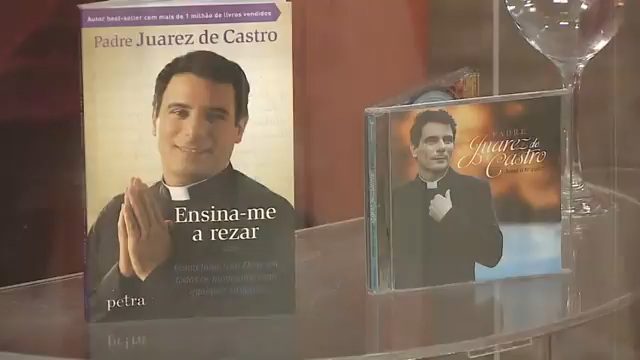 Autor best-seller com mais de 1 milhão de livros vendidos
Padre Juarez de Castro
Ensina-me
a rezar
petra
PADRE
Juarez de
Castro